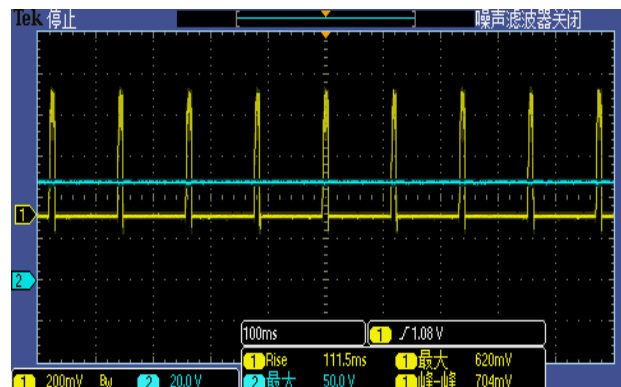 Tek 停止 噪声滤波器关闭
1
2
100ms 1 1.08 V
1 Rise 111.5ms 1 最大 620mV
1 200mV Bw 2 20.0 V 2 最大 50.0 V 1 峰-峰 704mV